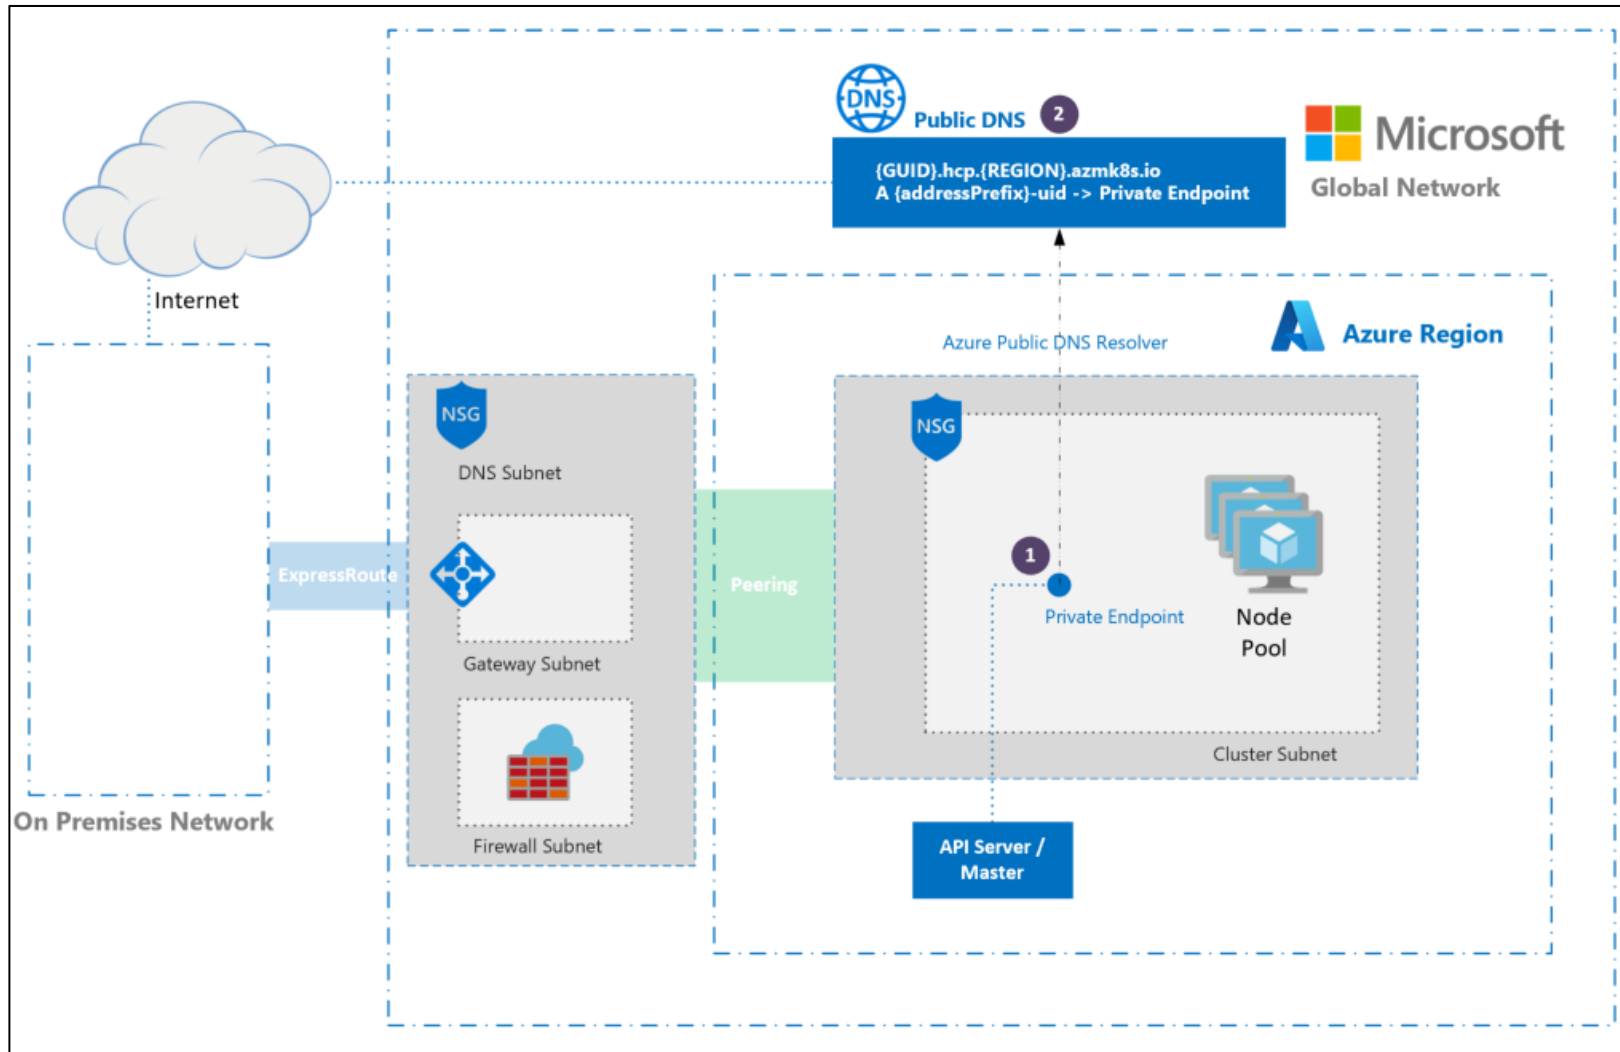 DNS
Public DNS
2
{GUID}.hcp.{REGION}.azmk8s.io
A {addressPrefix}-uid -> Private Endpoint
Microsoft
Global Network
Internet
Azure Public DNS Resolver
Azure Region
NSG
DNS Subnet
NSG
ExpressRoute
Peering
1
Private Endpoint
Node
Pool
Gateway Subnet
Cluster Subnet
On Premises Network
Firewall Subnet
API Server /
Master